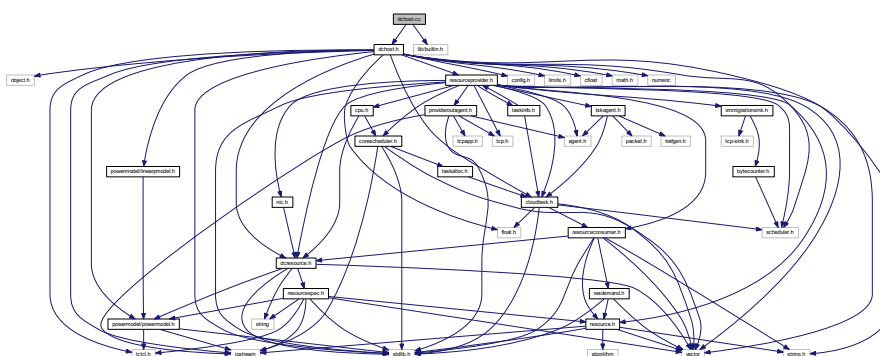 dchost.cc
dchost.h
lib/builtin.h
object.h
resourceprovider.h
config.h
limits.h
cfloat
math.h
numeric
cpu.h
provideroutagent.h
taskinfo.h
tskagent.h
vmmigrationsink.h
corescheduler.h
tcpapp.h
tcp.h
agent.h
packet.h
trafgen.h
tcp-sink.h
powermodel/linearpmodel.h
taskalloc.h
bytecounter.h
nic.h
cloudtask.h
float.h
resourceconsumer.h
scheduler.h
dcresource.h
resourcespec.h
resdemand.h
powermodel/powermodel.h
string
resource.h
tclcl.h
iostream
stdlib.h
algorithm
vector
string.h